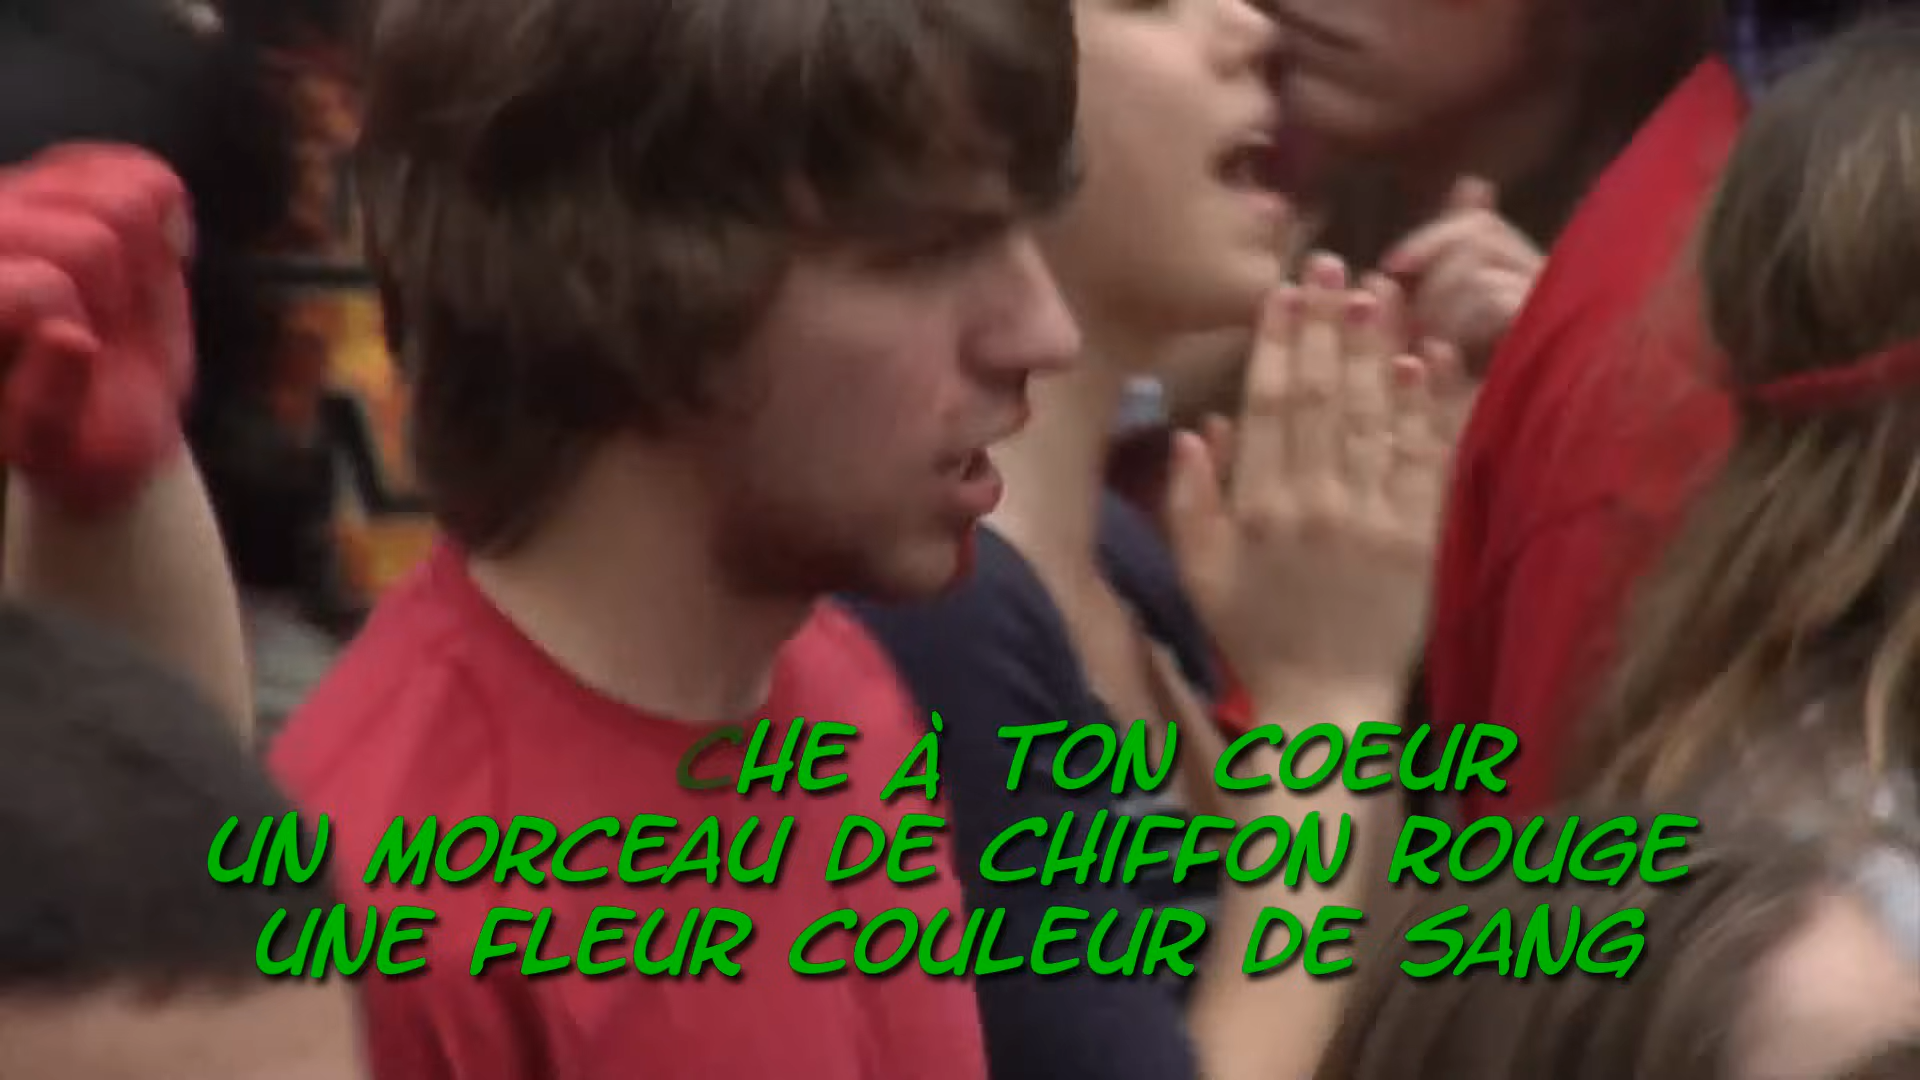 CHE À TON COEUR
UN MORCEAU DE CHIFFON ROUGE
UNE FLEUR COULEUR DE SANG